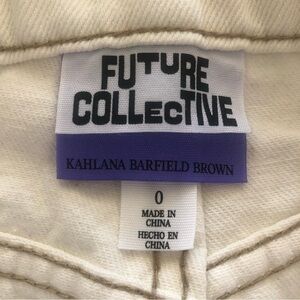 FUTURE
COLLECTIVE
KAHLANA BARFIELD BROWN
0
MADE IN
CHINA
HECHO EN
CHINA